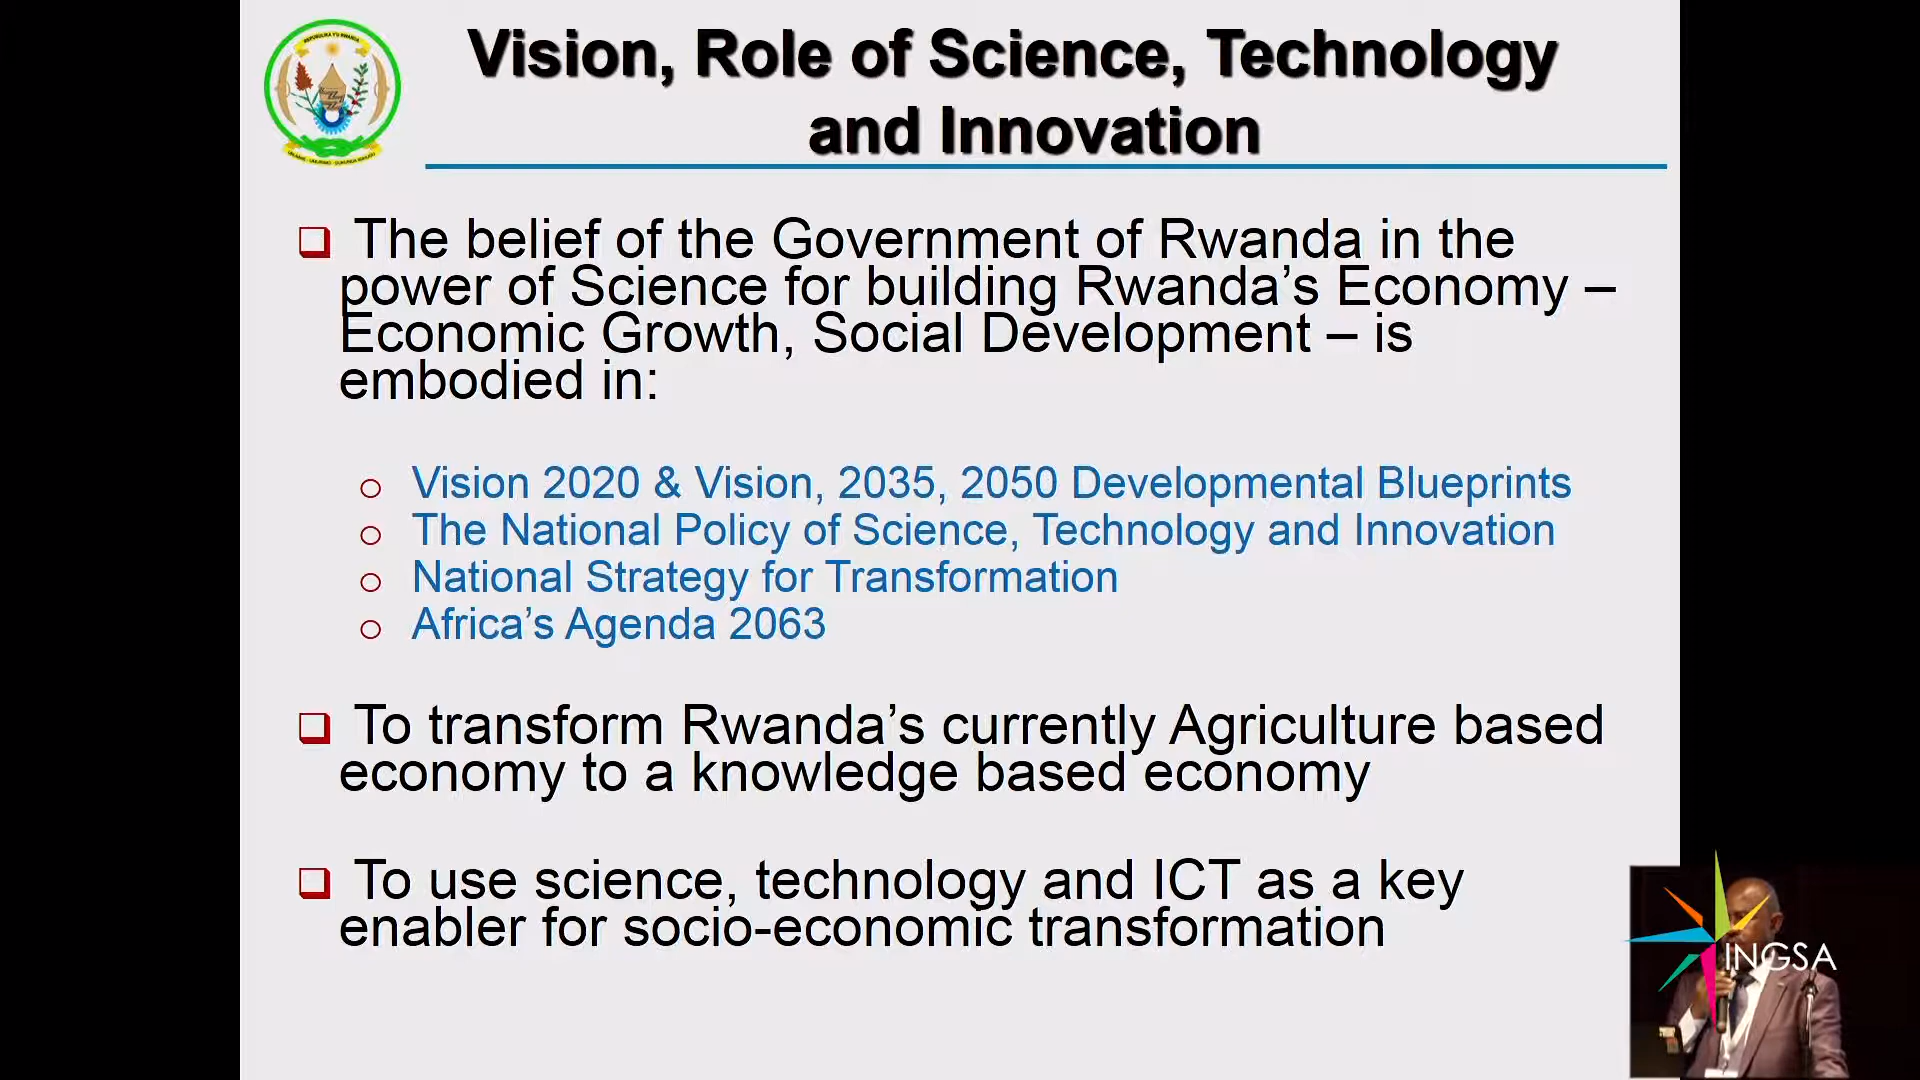 REPUBULIKA Y'U RWANDA
Vision, Role of Science, Technology
and Innovation
The belief of the Government of Rwanda in the
power of Science for building Rwanda’s Economy –
Economic Growth, Social Development – is
embodied in:
Vision 2020 & Vision, 2035, 2050 Developmental Blueprints
The National Policy of Science, Technology and Innovation
National Strategy for Transformation
Africa’s Agenda 2063
To transform Rwanda’s currently Agriculture based
economy to a knowledge based economy
To use science, technology and ICT as a key
enabler for socio-economic transformation
INGSA